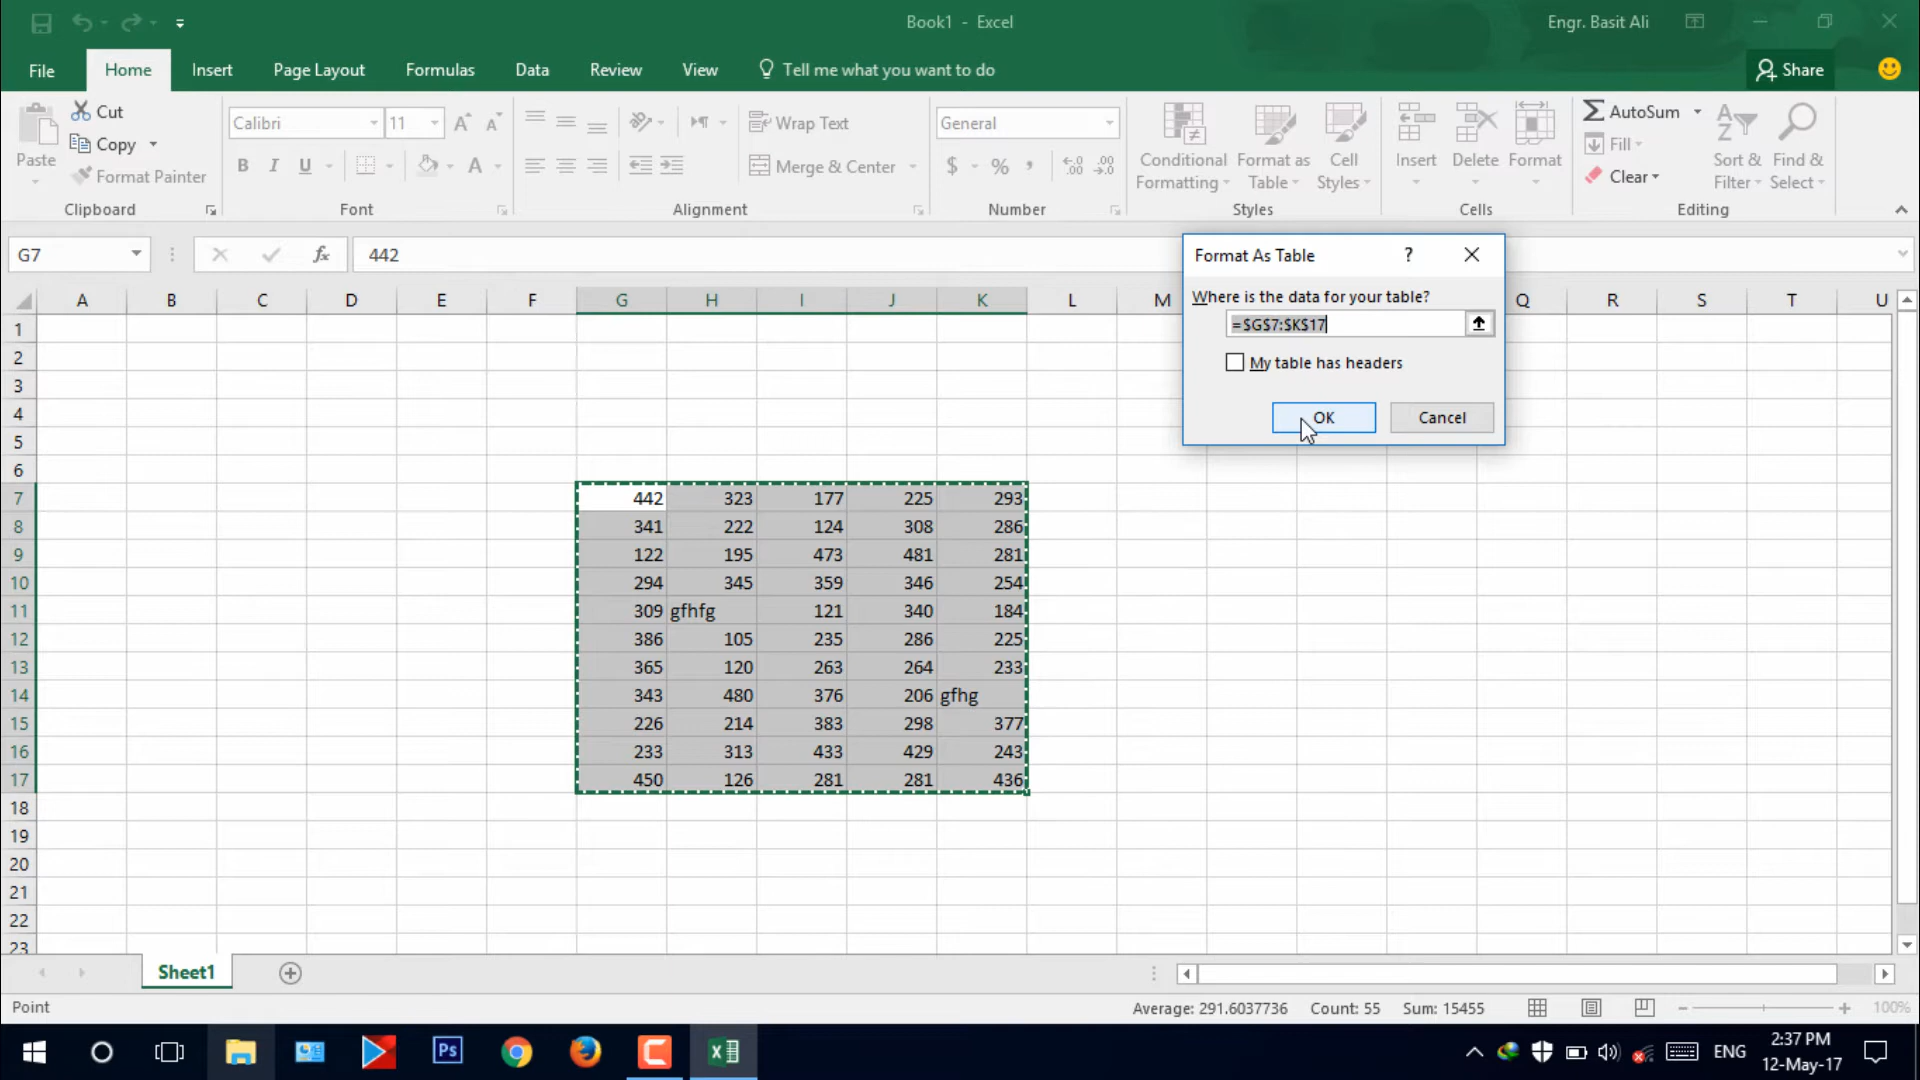 Book1 - Excel
Engr. Basit Ali
File Home Insert Page Layout Formulas Data Review View Tell me what you want to do Share
Cut
Copy
Format Painter
Paste
Clipboard
Calibri 11
B I U A
Font
Wrap Text
Merge & Center
Alignment
General
$ % ,
Number
Conditional Formatting
Format as Table
Cell Styles
Styles
Insert Delete Format
Cells
AutoSum
Fill
Clear
Sort & Filter
Find & Select
Editing
G7 fx 442
Format As Table ?
Where is the data for your table?
=$G$7:$K$17
My table has headers
OK Cancel
A B C D E F G H I J K L M Q R S T U
1
2
3
4
5
6
7 442 323 177 225 293
8 341 222 124 308 286
9 122 195 473 481 281
10 294 345 359 346 254
11 309 gfhfg 121 340 184
12 386 105 235 286 225
13 365 120 263 264 233
14 343 480 376 206 gfhg
15 226 214 383 298 377
16 233 313 433 429 243
17 450 126 281 281 436
18
19
20
21
22
23
Sheet1
Point Average: 291.6037736 Count: 55 Sum: 15455 100%
Ps ENG 2:37 PM
12-May-17